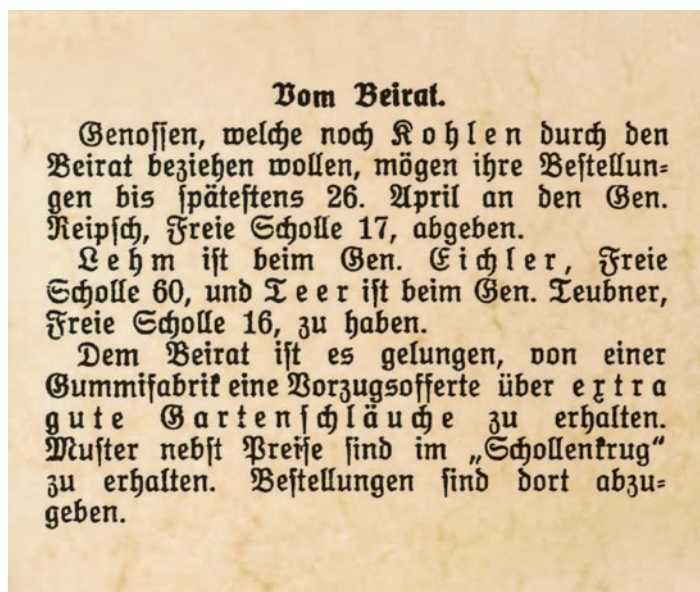 Vom Beirat.
Genossen, welche noch Kohlen durch den
Beirat beziehen wollen, mögen ihre Bestellun-
gen bis spätestens 26. April an den Gen.
Reipsch, Freie Scholle 17, abgeben.
Lehm ist beim Gen. Eichler, Freie
Scholle 60, und Teer ist beim Gen. Teubner,
Freie Scholle 16, zu haben.
Dem Beirat ist es gelungen, von einer
Gummifabrik eine Vorzugsofferte über extra
gute Gartenschläuche zu erhalten.
Muster nebst Preise sind im „Schollenkrug“
zu erhalten. Bestellungen sind dort abzu-
geben.